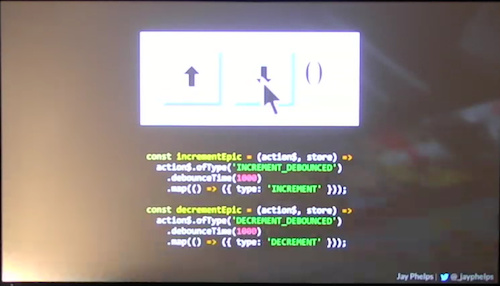 ⬆ ⬇ 0
const incrementEpic = (action$, store) =>
action$.ofType('INCREMENT_DEBOUNCED')
.debounceTime(1000)
.map(() => ({ type: 'INCREMENT' }));
const decrementEpic = (action$, store) =>
action$.ofType('DECREMENT_DEBOUNCED')
.debounceTime(1000)
.map(() => ({ type: 'DECREMENT' }));
Jay Phelps | @_jayphelps